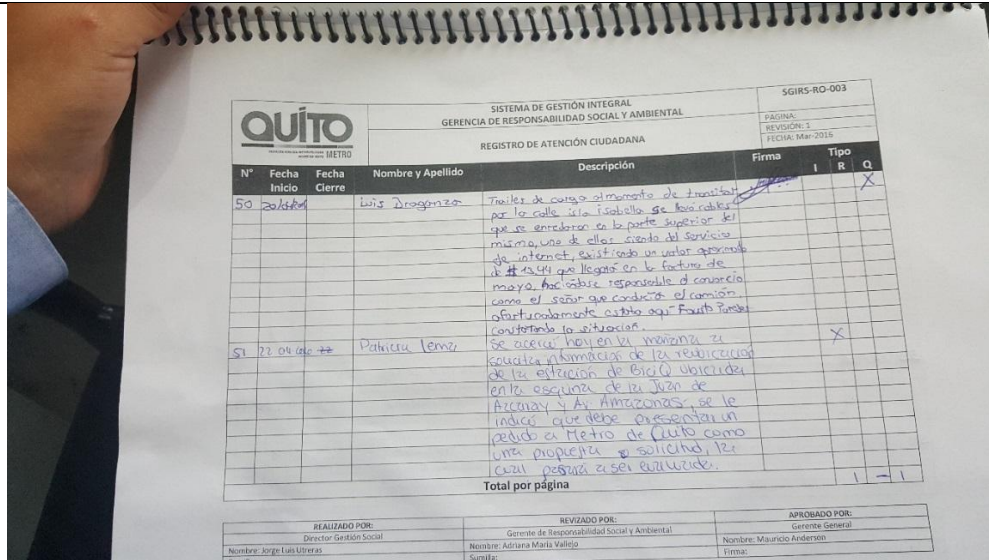 SISTEMA DE GESTIÓN INTEGRAL
GERENCIA DE RESPONSABILIDAD SOCIAL Y AMBIENTAL
REGISTRO DE ATENCIÓN CIUDADANA
SGIRS-RO-003
PAGINA:
REVISIÓN: 1
FECHA: Mar-2016
QUÍTO
METRO
N° Fecha Inicio Fecha Cierre Nombre y Apellido Descripción Firma Tipo I R Q
50 Luis Draganza Trailes de carga al momento de transitar X
por la calle isla isabella se llevó cables
que se enredaron en la parte superior del
mismo, uno de ellos siendo del servicio
de internet, existiendo un valor aproximado
de $ 13,44 que llegará en la factura de
mayo, haciéndose responsable el consorcio
como el señor que conducía el camión
afortunadamente estaba aquí Fausto Paredes
constatando la situación.
51 22 04 Patricia Lema Se acercó hoy en la mañana a X
solicitar información de la reubicación
de la estación de BiciQ ubicada
en la esquina de la Juan de
Azcaray y Av Amazonas, se le
indicó que debe presentar un
pedido a Metro de Quito como
una propuesta o solicitud, la
cual pasará a ser evaluada.
Total por página 1 - 1
REALIZADO POR:
Director Gestión Social
Nombre: Jorge Luis Utreras
REVIZADO POR:
Gerente de Responsabilidad Social y Ambiental
Nombre: Adriana María Vallejo
Sumilla:
APROBADO POR:
Gerente General
Nombre: Mauricio Anderson
Firma: